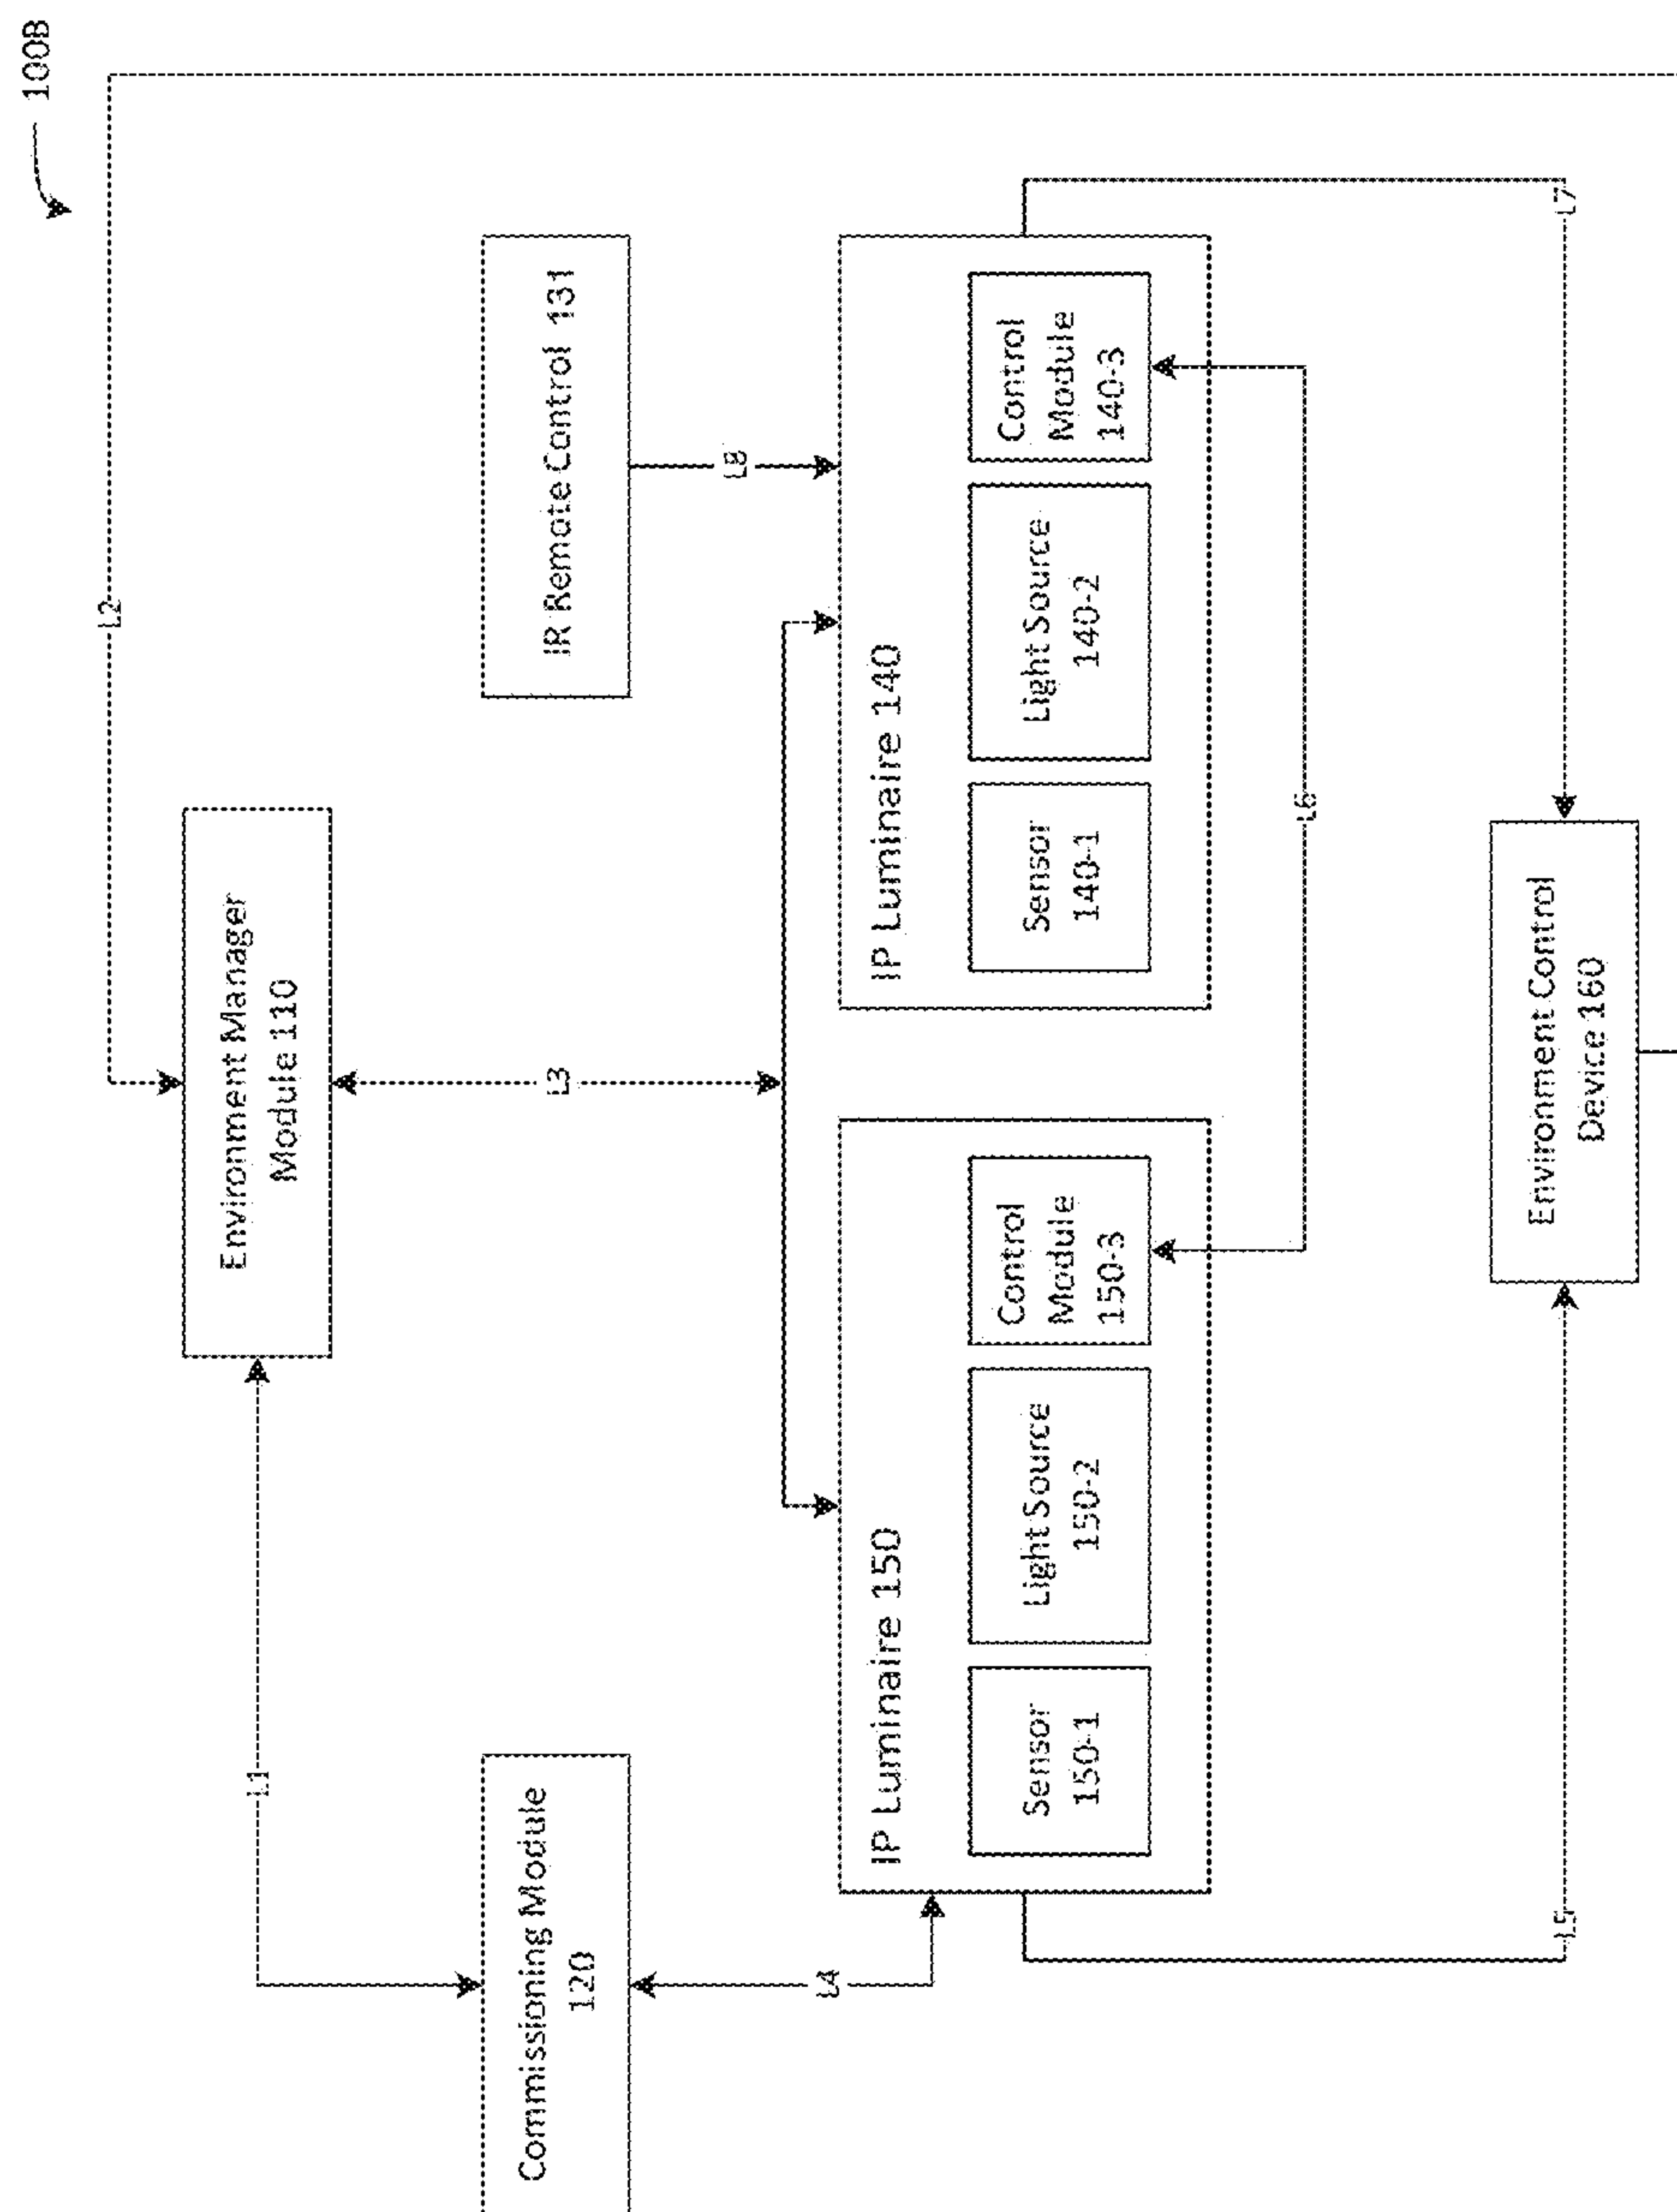 100B
L2
Environment Manager
Module 110
L1
L3
Commissioning Module
120
IR Remote Control 131
L4
L8
IP Luminaire 150
Sensor
150-1
Light Source
150-2
Control
Module
150-3
IP Luminaire 140
Sensor
140-1
Light Source
140-2
Control
Module
140-3
L6
L5
L7
Environment Control
Device 160